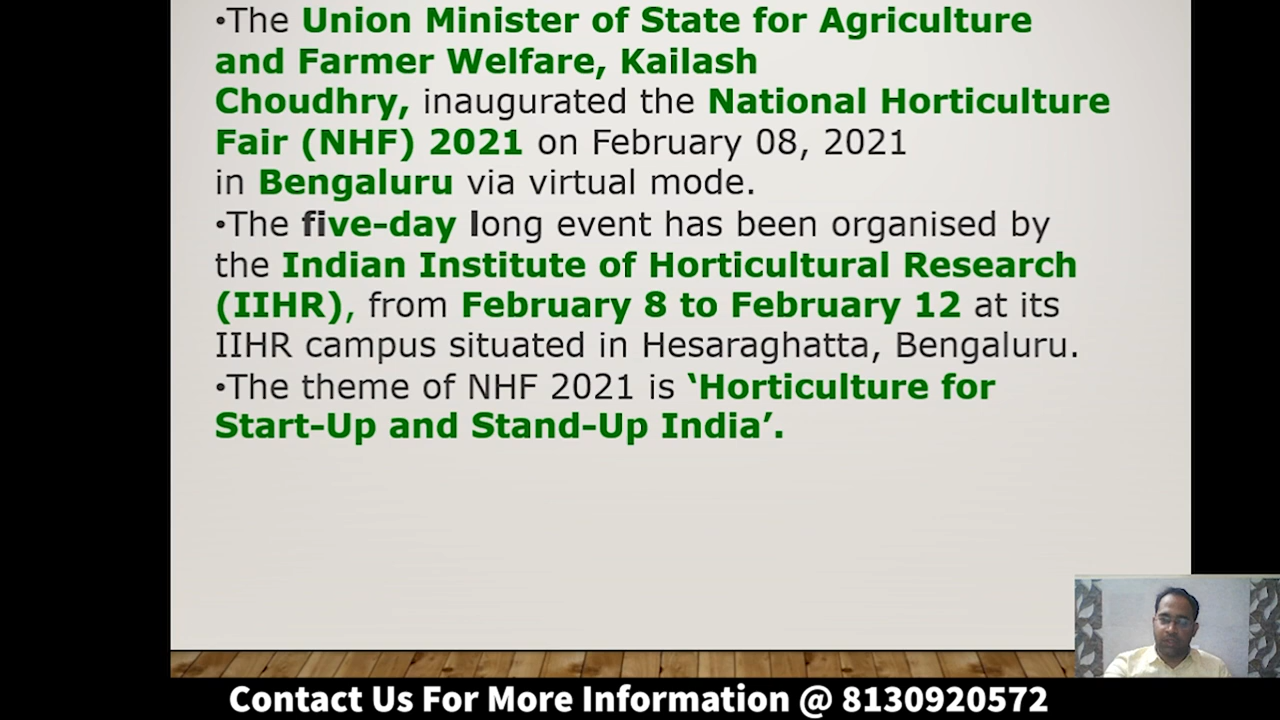 •The Union Minister of State for Agriculture
and Farmer Welfare, Kailash
Choudhry, inaugurated the National Horticulture
Fair (NHF) 2021 on February 08, 2021
in Bengaluru via virtual mode.
•The five-day long event has been organised by
the Indian Institute of Horticultural Research
(IIHR), from February 8 to February 12 at its
IIHR campus situated in Hesaraghatta, Bengaluru.
•The theme of NHF 2021 is ‘Horticulture for
Start-Up and Stand-Up India’.
Contact Us For More Information @ 8130920572